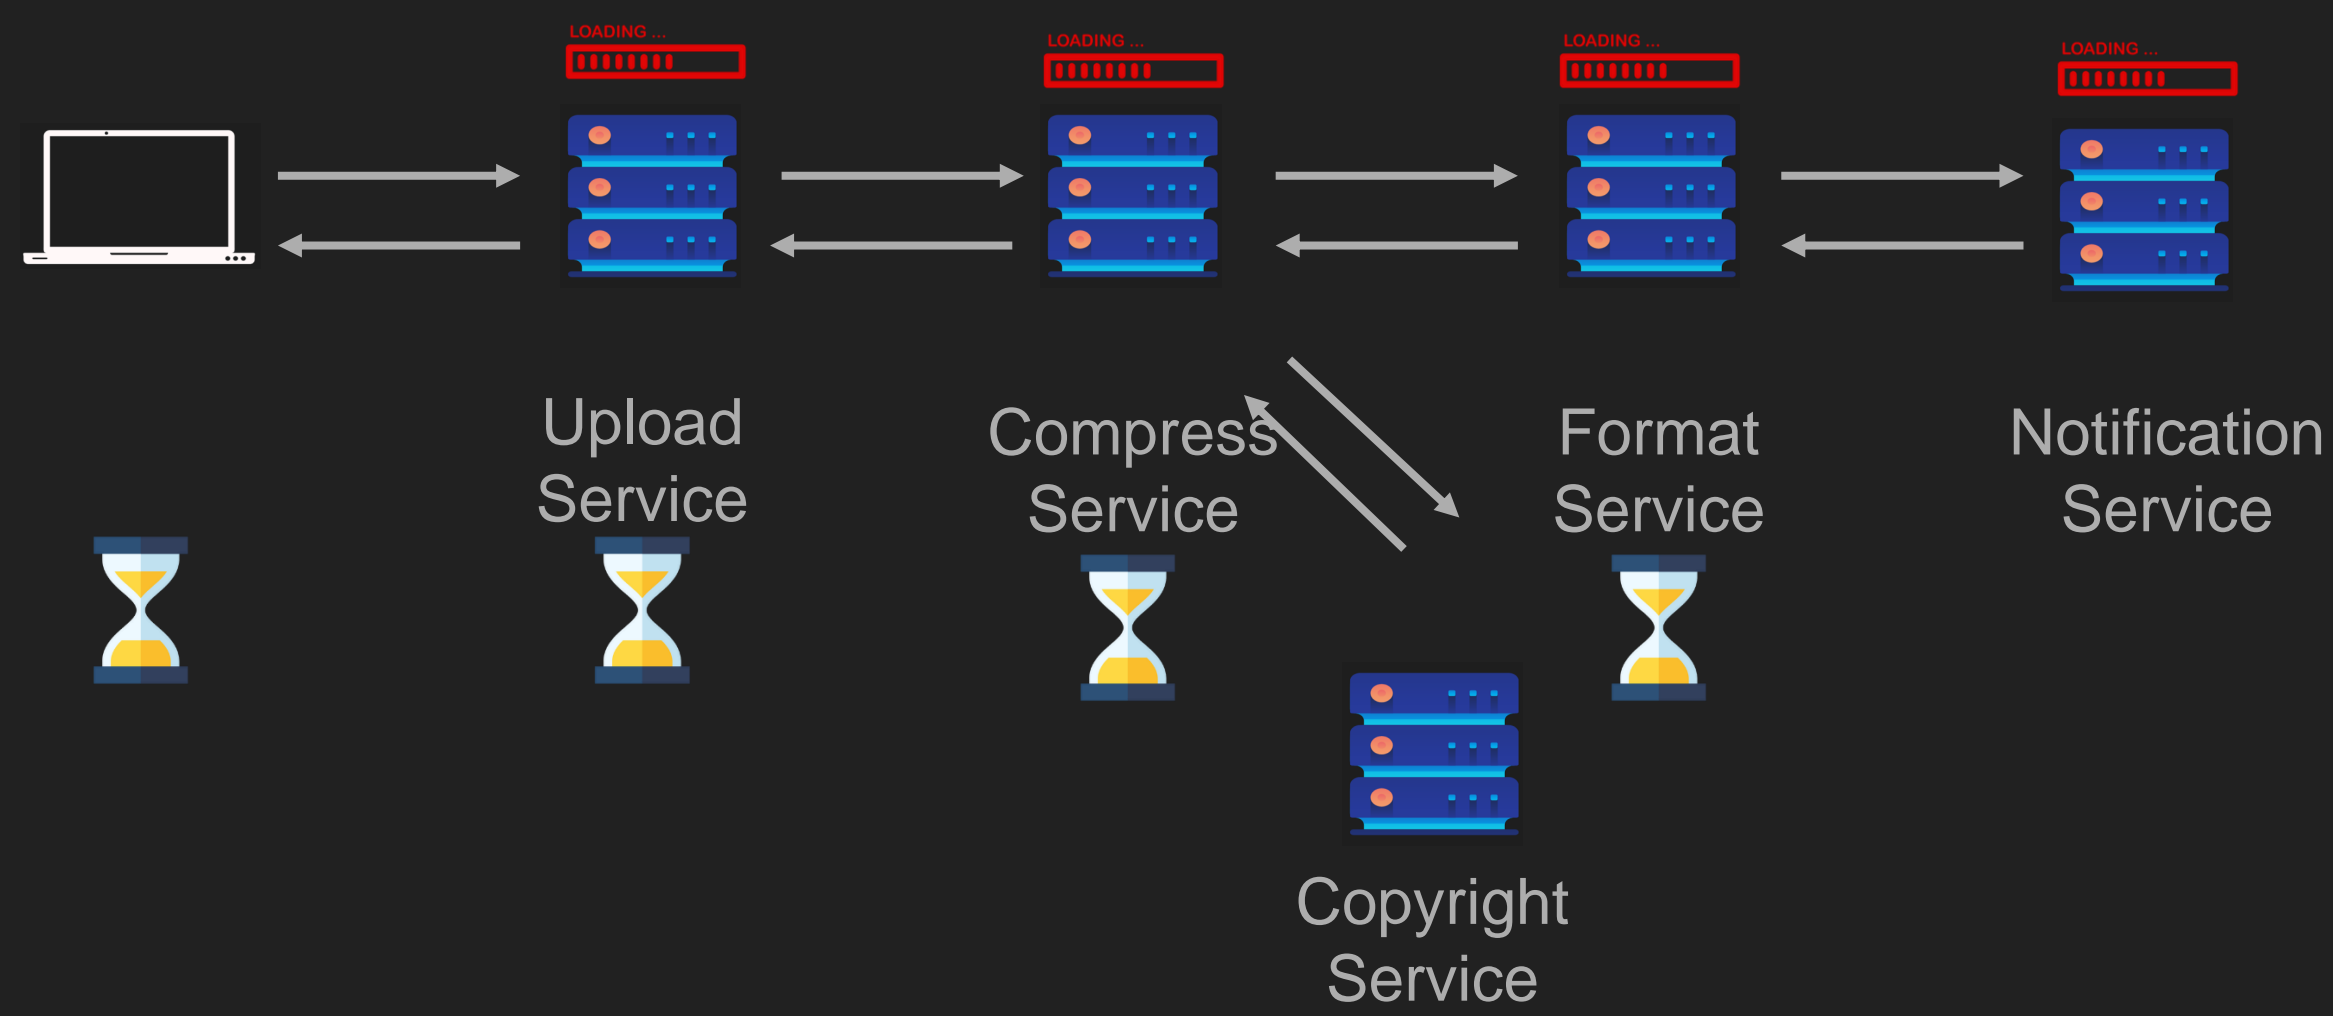 LOADING ...
LOADING ...
LOADING ...
LOADING ...
Upload
Service
Compress
Service
Format
Service
Notification
Service
Copyright
Service